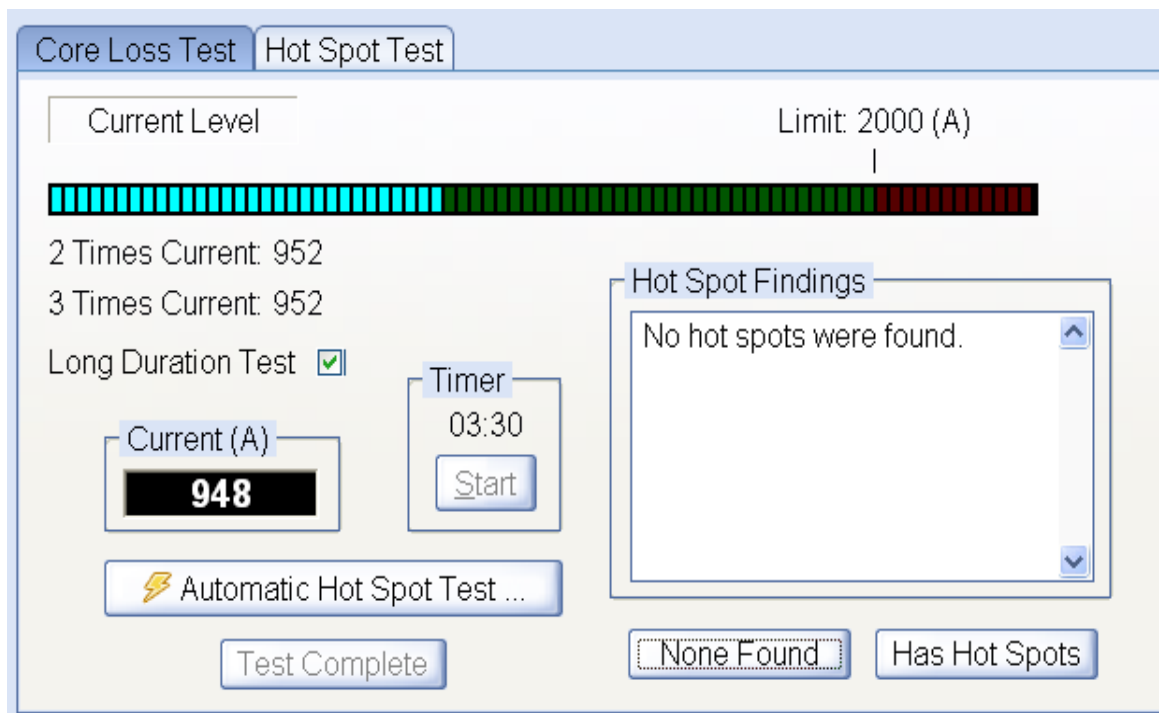 Core Loss Test
Hot Spot Test
Current Level
Limit: 2000 (A)
2 Times Current: 952
3 Times Current: 952
Long Duration Test
Timer
03:30
Start
Current (A)
948
Automatic Hot Spot Test ...
Test Complete
Hot Spot Findings
No hot spots were found.
None Found
Has Hot Spots